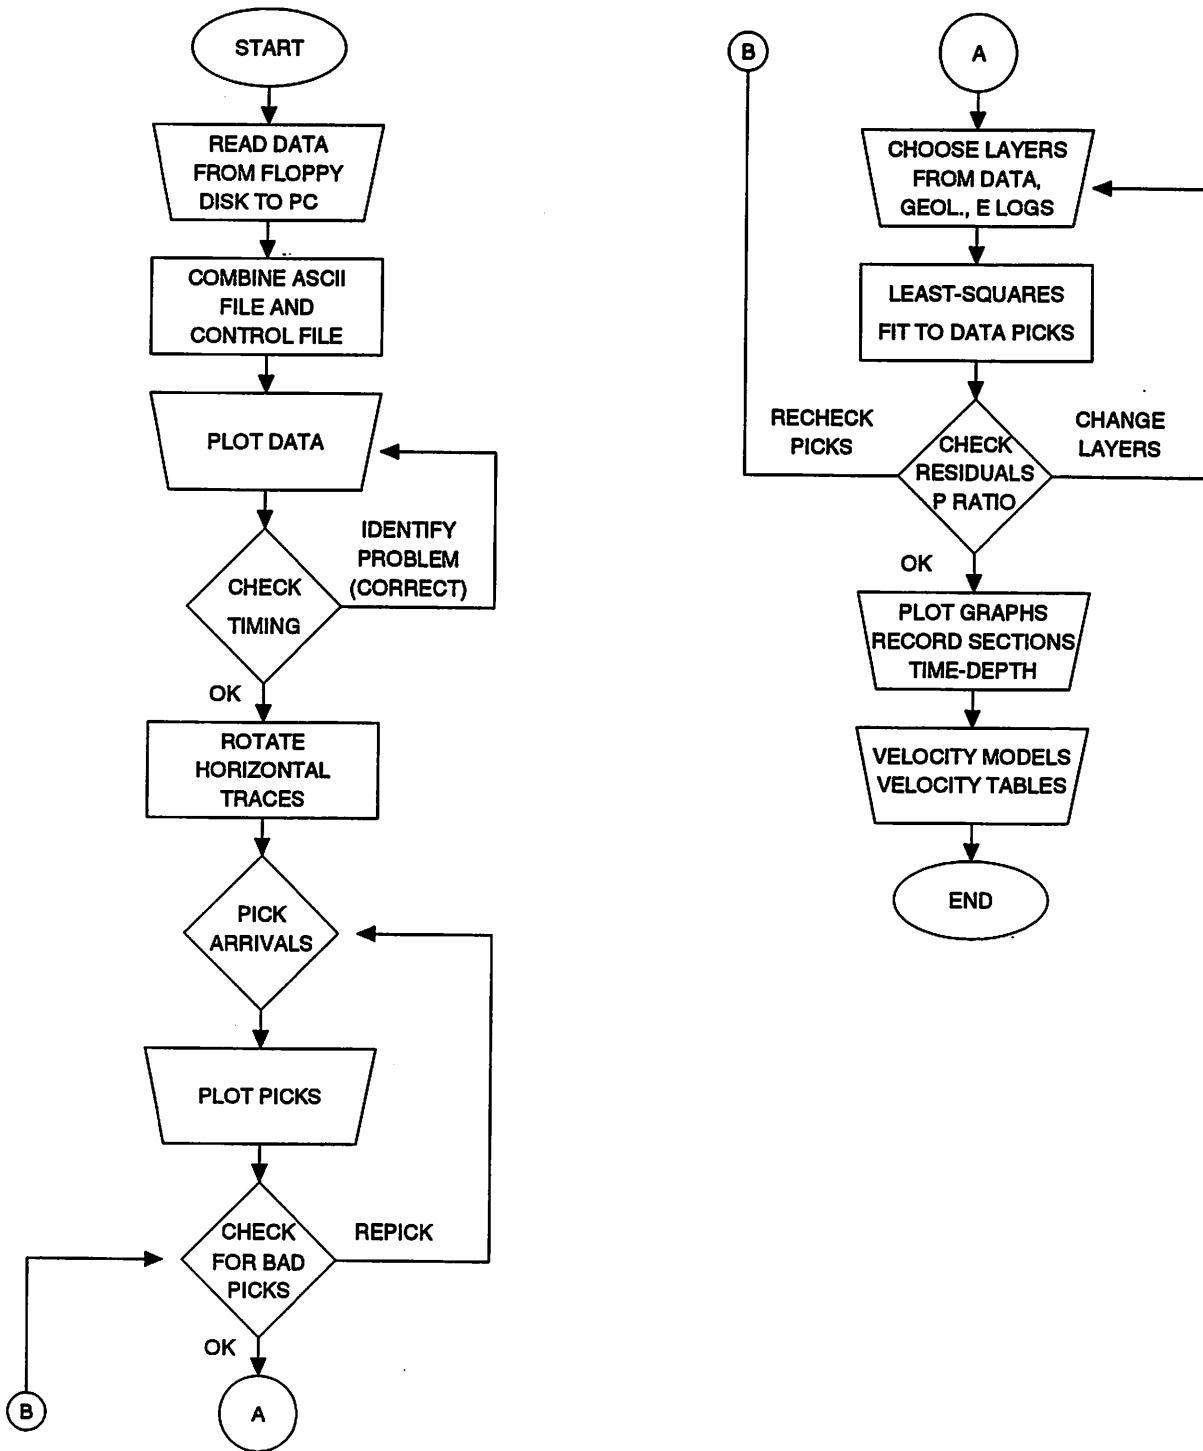 START
READ DATA
FROM FLOPPY
DISK TO PC
COMBINE ASCII
FILE AND
CONTROL FILE
PLOT DATA
IDENTIFY
PROBLEM
(CORRECT)
CHECK
TIMING
OK
ROTATE
HORIZONTAL
TRACES
PICK
ARRIVALS
PLOT PICKS
CHECK
FOR BAD
PICKS
REPICK
OK
B
A
B
A
CHOOSE LAYERS
FROM DATA,
GEOL., E LOGS
LEAST-SQUARES
FIT TO DATA PICKS
RECHECK
PICKS
CHECK
RESIDUALS
P RATIO
CHANGE
LAYERS
OK
PLOT GRAPHS
RECORD SECTIONS
TIME-DEPTH
VELOCITY MODELS
VELOCITY TABLES
END